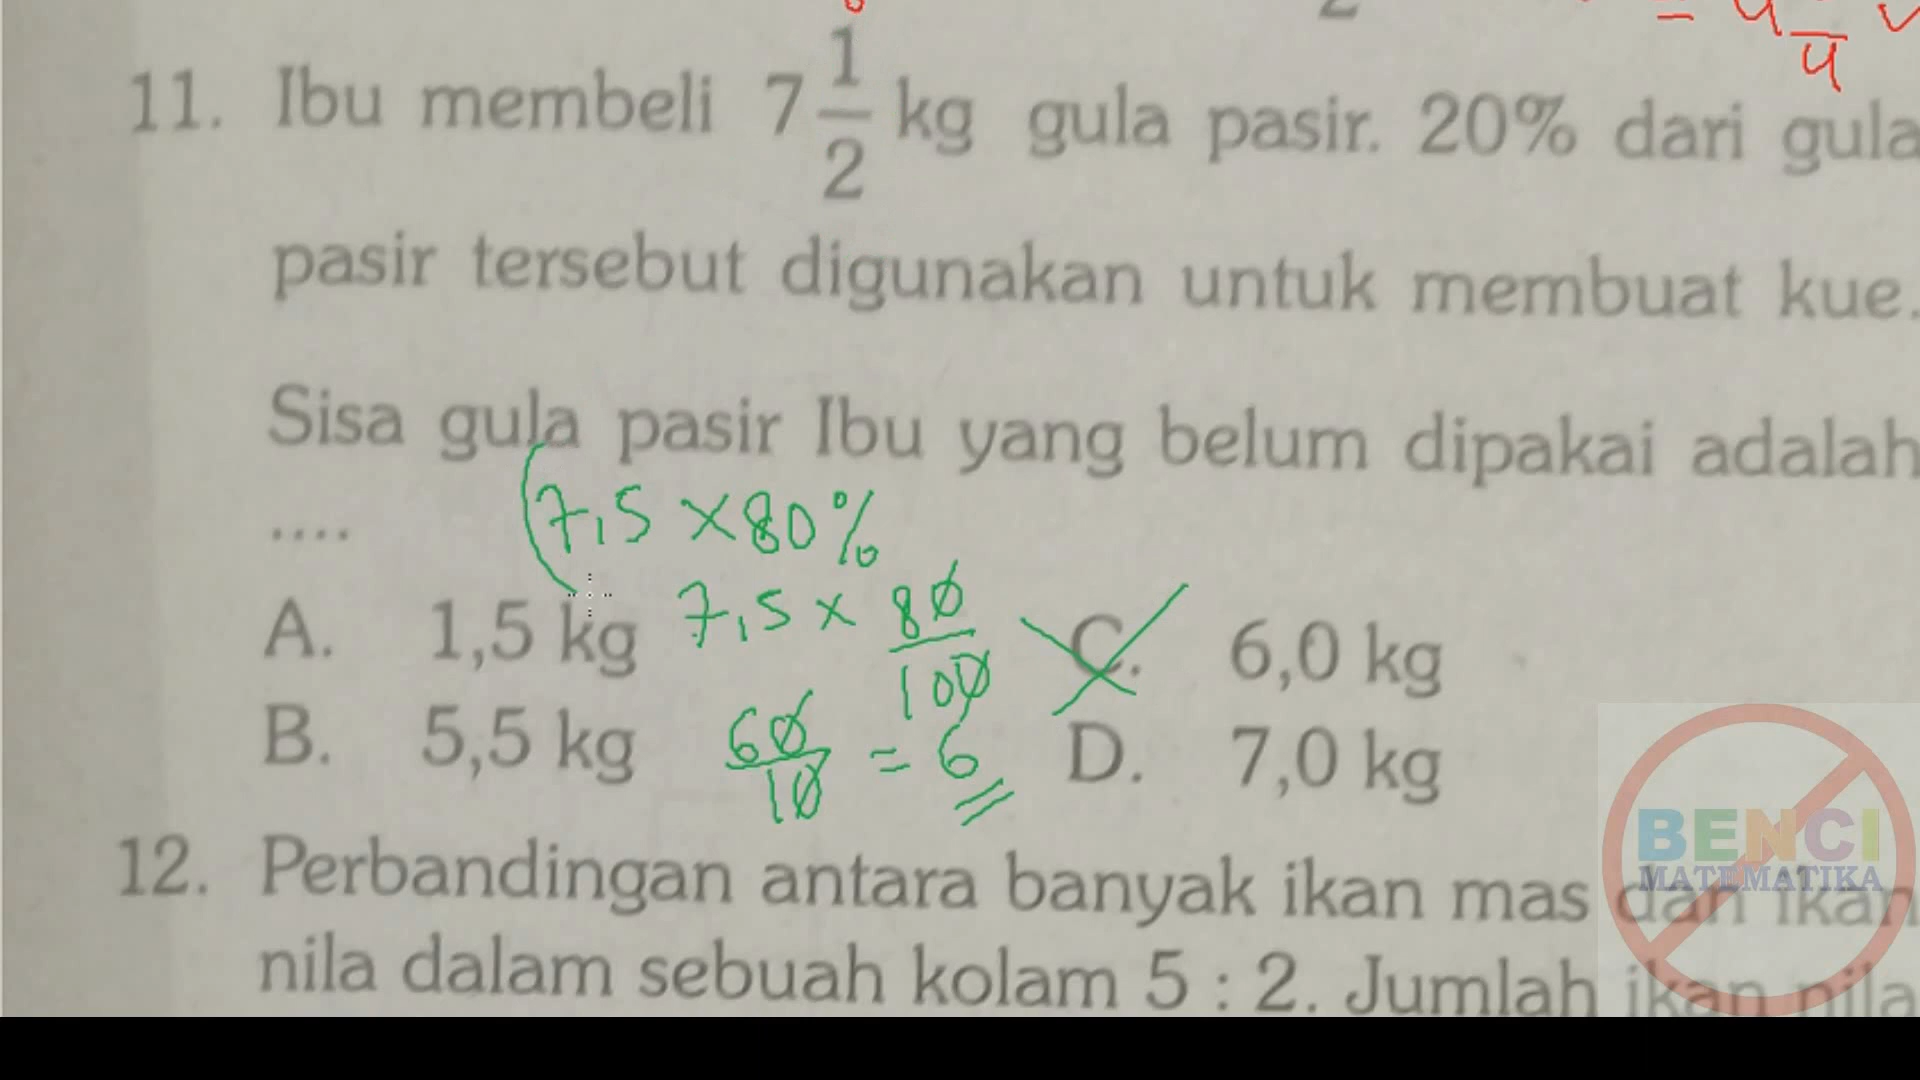 = 4 4
11. Ibu membeli 7 1/2 kg gula pasir. 20% dari gula
pasir tersebut digunakan untuk membuat kue.
Sisa gula pasir Ibu yang belum dipakai adalah
....
7,5 × 80%
7,5 × 80/100
60/10 = 6
A. 1,5 kg
B. 5,5 kg
C. 6,0 kg
D. 7,0 kg
12. Perbandingan antara banyak ikan mas dan ikan
nila dalam sebuah kolam 5 : 2. Jumlah ikan nila
BENCI
MATEMATIKA